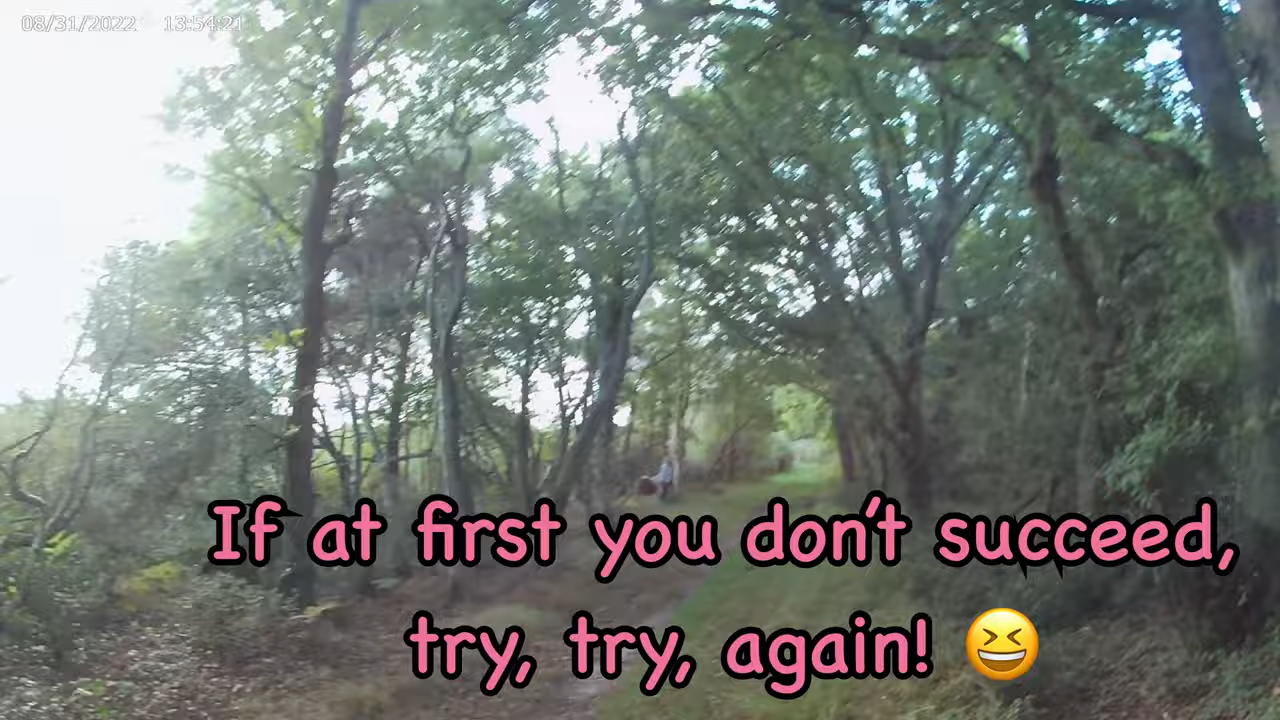 08/31/2022 13:54:21
If at first you don't succeed,
try, try, again! 😆